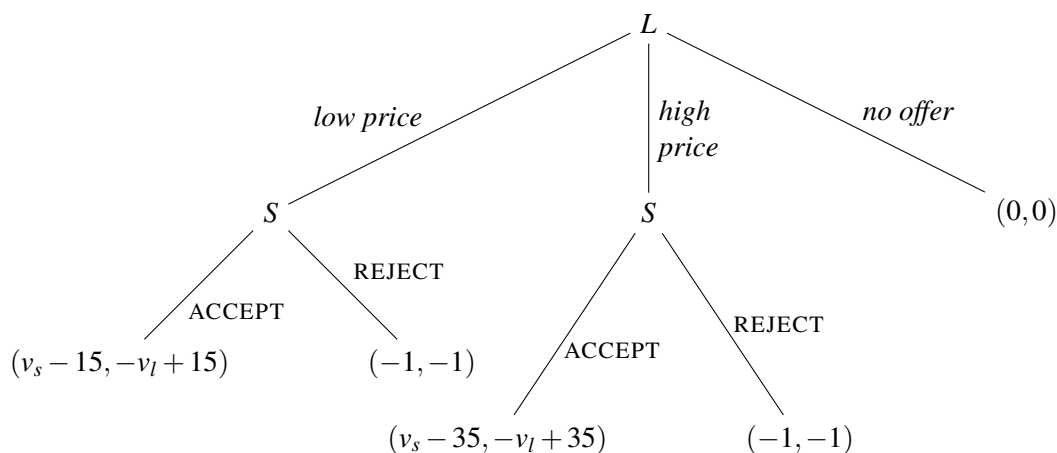 L
low price
high
price
no offer
S
S
(0,0)
ACCEPT
REJECT
ACCEPT
REJECT
(v_s − 15, −v_l + 15)
(−1,−1)
(v_s − 35, −v_l + 35)
(−1,−1)